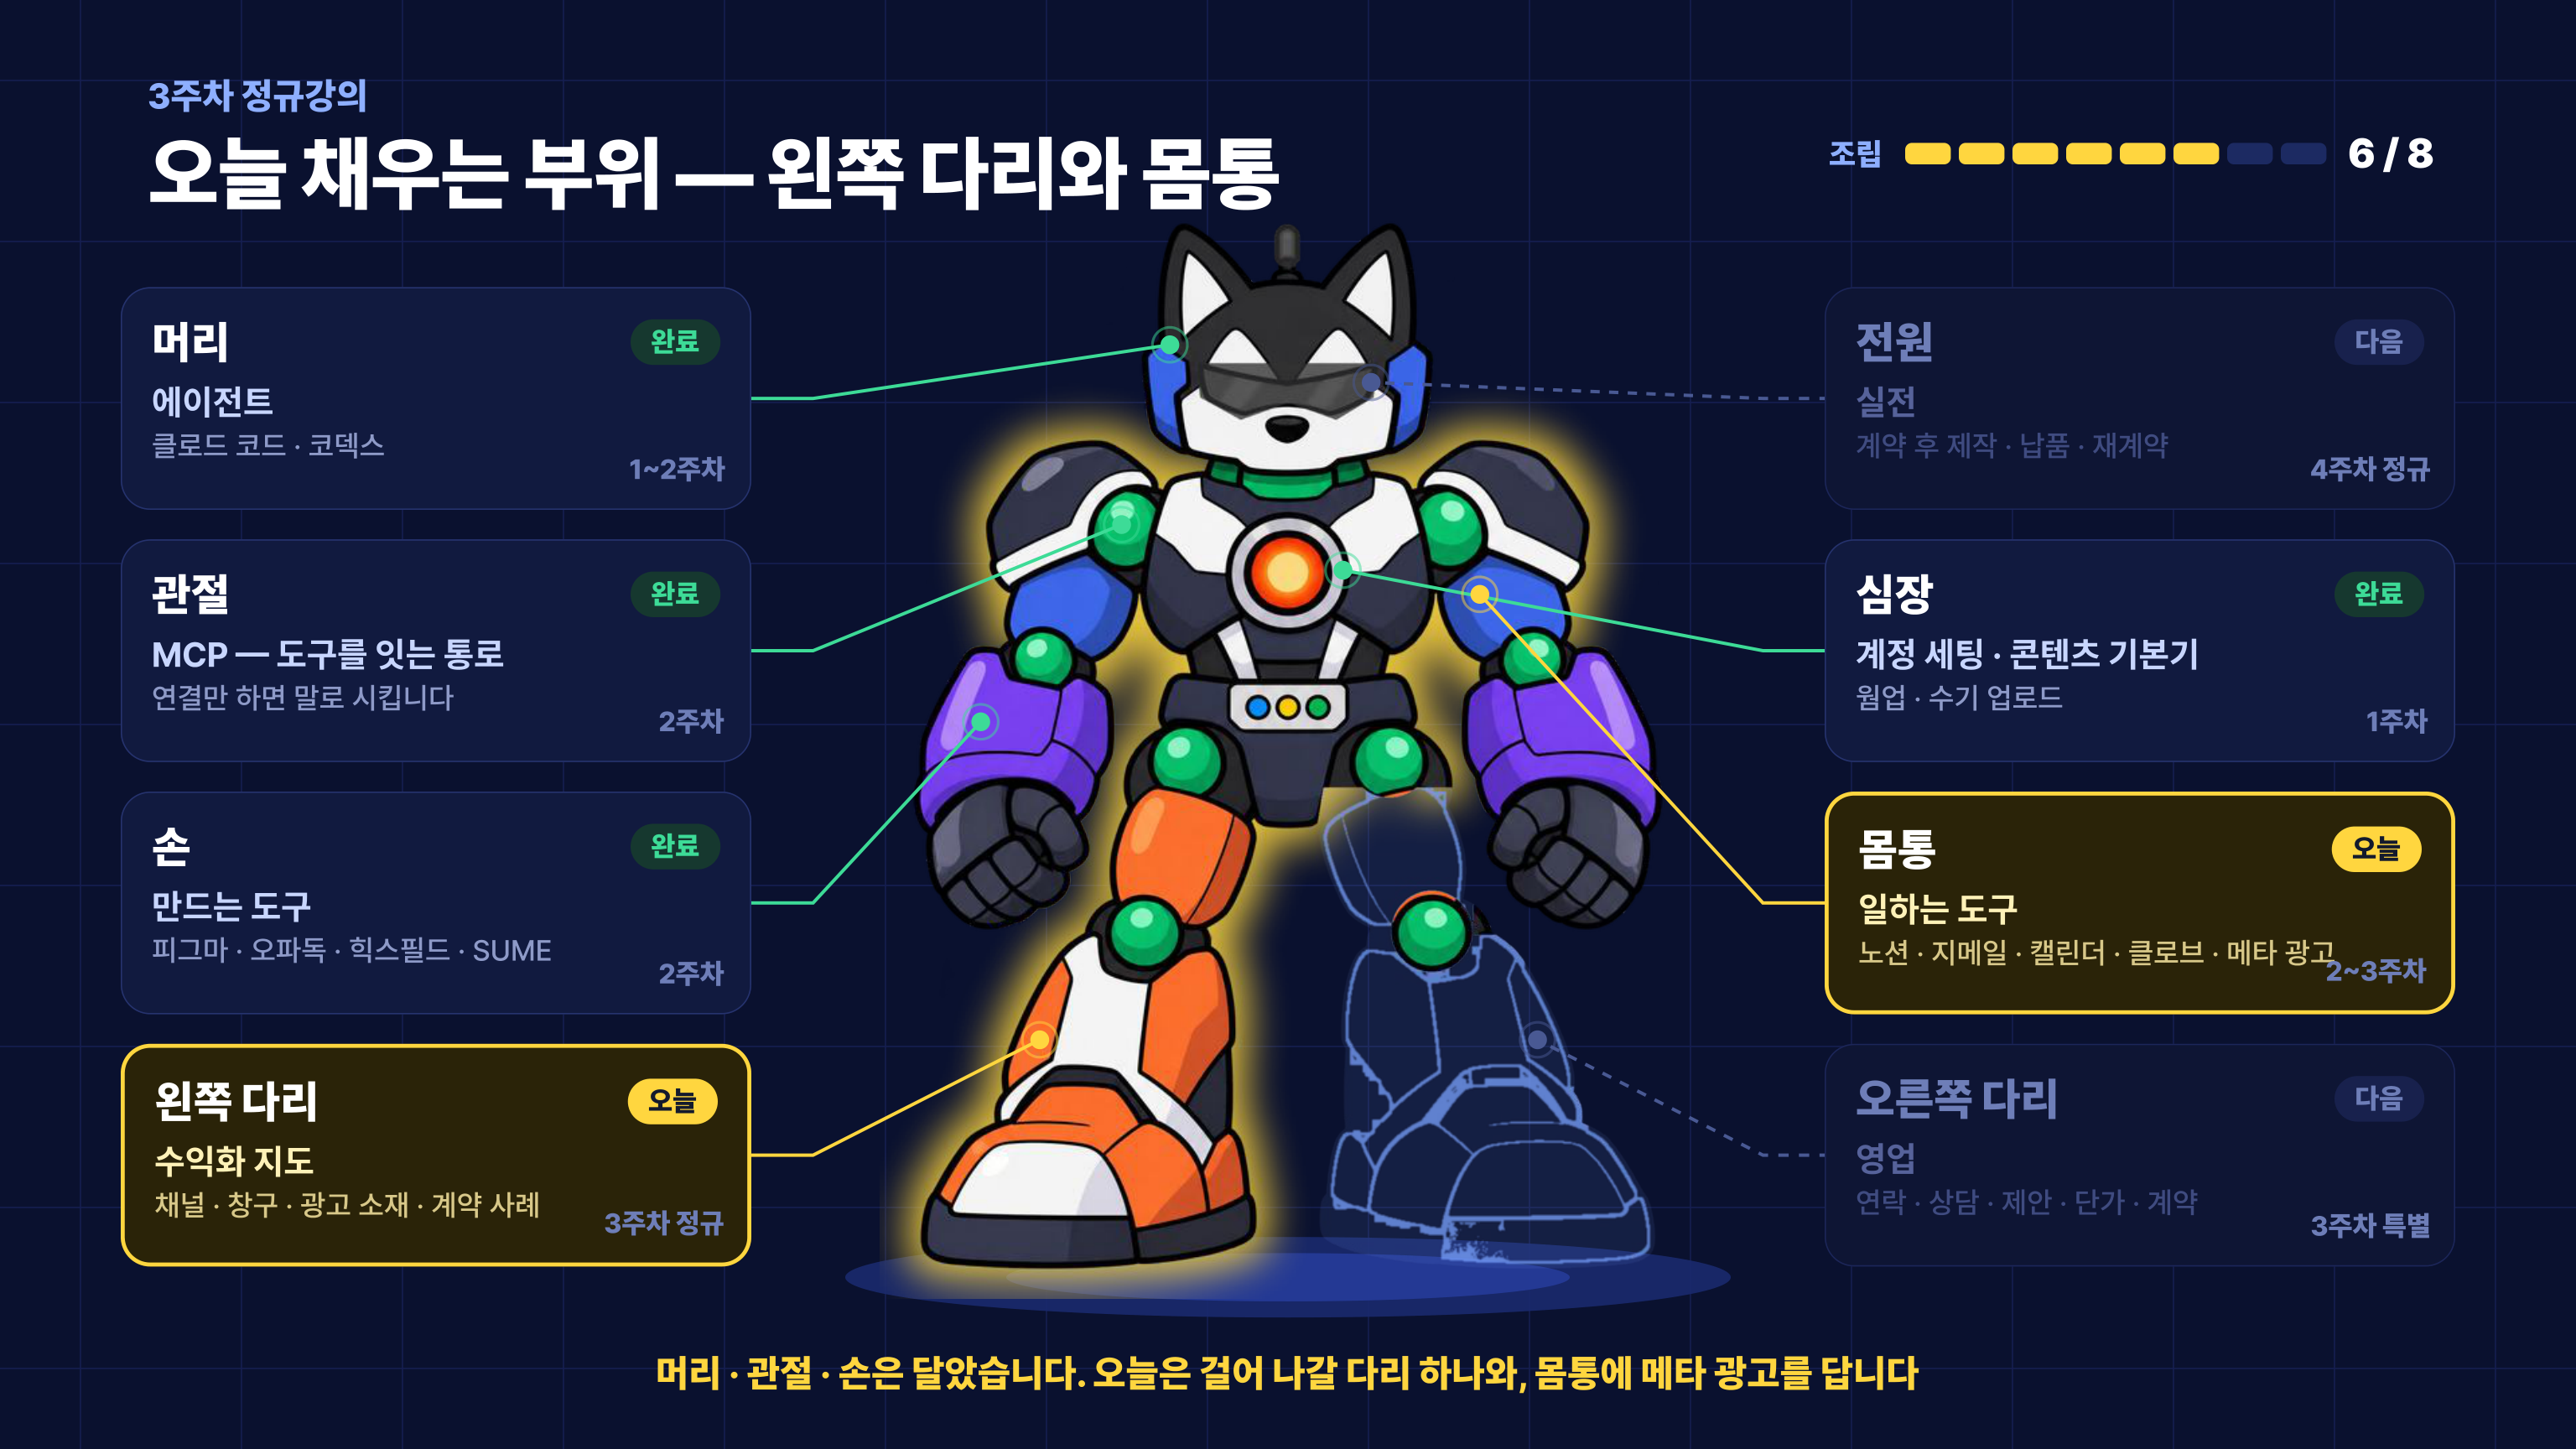 3주차 정규강의
오늘 채우는 부위 — 왼쪽 다리와 몸통
조립 6 / 8
머리
완료
에이전트
클로드 코드 · 코덱스
1~2주차
관절
완료
MCP — 도구를 잇는 통로
연결만 하면 말로 시킵니다
2주차
손
완료
만드는 도구
피그마 · 오파독 · 힉스필드 · SUME
2주차
왼쪽 다리
오늘
수익화 지도
채널 · 창구 · 광고 소재 · 계약 사례
3주차 정규
전원
다음
실전
계약 후 제작 · 납품 · 재계약
4주차 정규
심장
완료
계정 세팅 · 콘텐츠 기본기
웜업 · 수기 업로드
1주차
몸통
오늘
일하는 도구
노션 · 지메일 · 캘린더 · 클로브 · 메타 광고
2~3주차
오른쪽 다리
다음
영업
연락 · 상담 · 제안 · 단가 · 계약
3주차 특별
머리 · 관절 · 손은 달았습니다. 오늘은 걸어 나갈 다리 하나와, 몸통에 메타 광고를 답니다